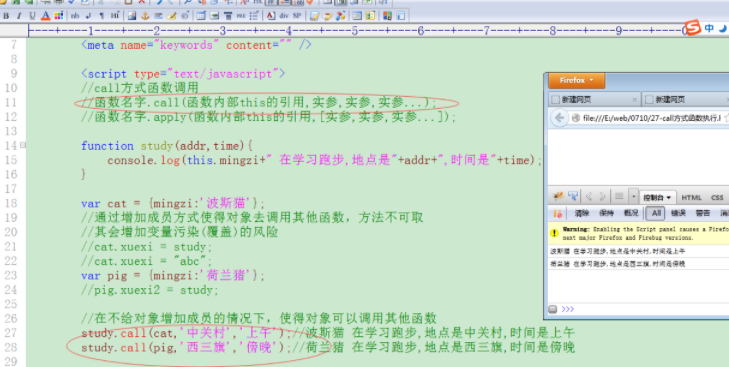 7 <meta name="keywords" content="" />
8
9 <script type="text/javascript">
10 //call方式函数调用
11 //函数名字.call(函数内部this的引用,实参,实参,实参...);
12 //函数名字.apply(函数内部this的引用,[实参,实参,实参...]);
13
14 function study(addr,time){
15 console.log(this.mingzi+" 在学习跑步,地点是"+addr+",时间是"+time);
16 }
17
18 var cat = {mingzi:'波斯猫'};
19 //通过增加成员方式使得对象去调用其他函数，方法不可取
20 //其会增加变量污染(覆盖)的风险
21 //cat.xuexi = study;
22 //cat.xuexi = "abc";
23 var pig = {mingzi:'荷兰猪'};
24 //pig.xuexi2 = study;
25
26 //在不给对象增加成员的情况下，使得对象可以调用其他函数
27 study.call(cat,'中关村','上午');//波斯猫 在学习跑步,地点是中关村,时间是上午
28 study.call(pig,'西三旗','傍晚');//荷兰猪 在学习跑步,地点是西三旗,时间是傍晚
29
中
Firefox
新建网页 新建网页
file:///E:/web/0710/27-call方式函数执行.
控制台 HTML CSS
清除 保持 概况 All 错误 警告
Warning: Enabling the Script panel causes a Firefo
next major Firefox and Firebug versions.
波斯猫 在学习跑步,地点是中关村,时间是上午
荷兰猪 在学习跑步,地点是西三旗,时间是傍晚
>>>